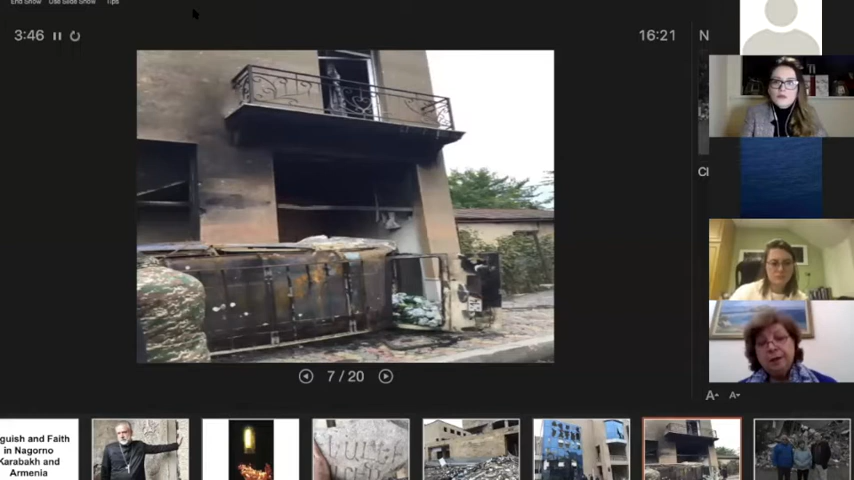 End Show
Use Slide Show
Tips
3:46
16:21
N
Cl
7 / 20
A
A
guish and Faith
in Nagorno
Karabakh and
Armenia